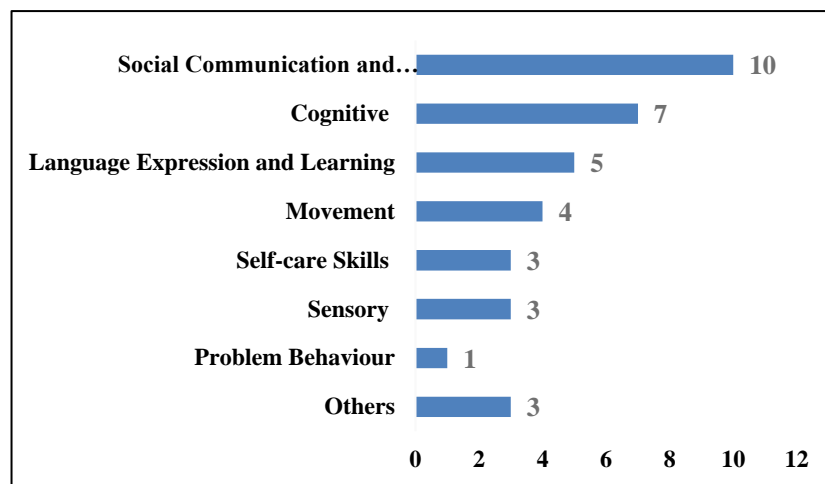 Social Communication and… 10
Cognitive 7
Language Expression and Learning 5
Movement 4
Self-care Skills 3
Sensory 3
Problem Behaviour 1
Others 3
0 2 4 6 8 10 12